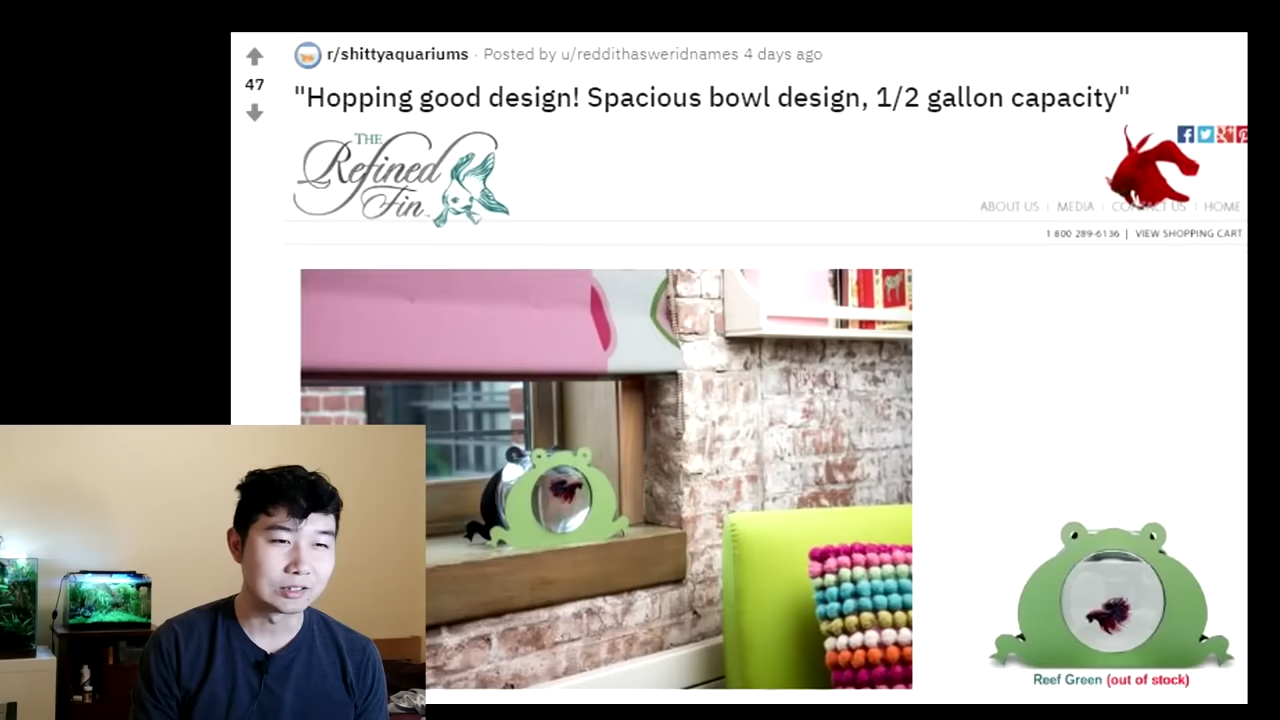 r/shittyaquariums · Posted by u/reddithasweridnames 4 days ago
47
"Hopping good design! Spacious bowl design, 1/2 gallon capacity"
THE
Refined
Fin
ABOUT US | MEDIA | CONTACT US | HOME
1 800 289-6136 | VIEW SHOPPING CART
Reef Green (out of stock)